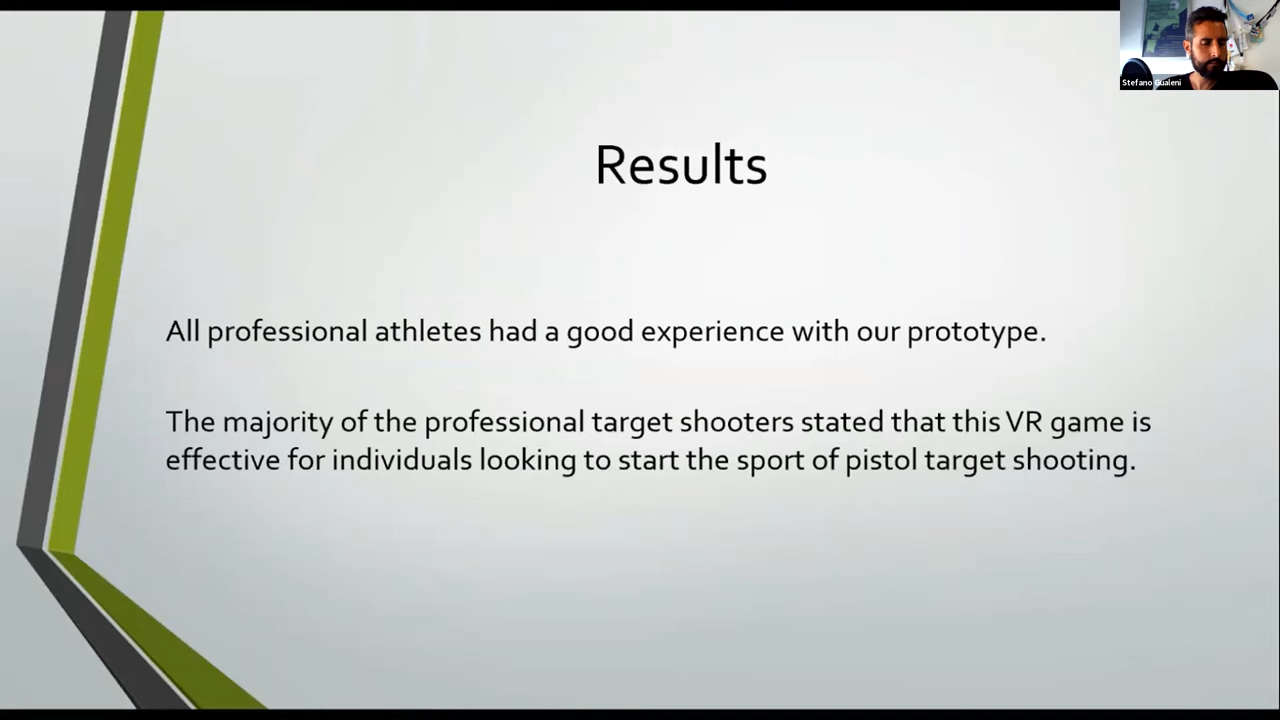 Stefano Gualeni
Results
All professional athletes had a good experience with our prototype.
The majority of the professional target shooters stated that this VR game is
effective for individuals looking to start the sport of pistol target shooting.